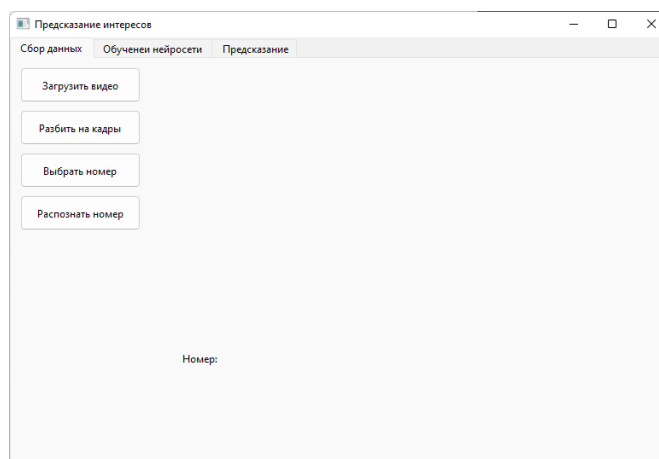 Предсказание интересов
Сбор данных Обученеи нейросети Предсказание
Загрузить видео
Разбить на кадры
Выбрать номер
Распознать номер
Номер: